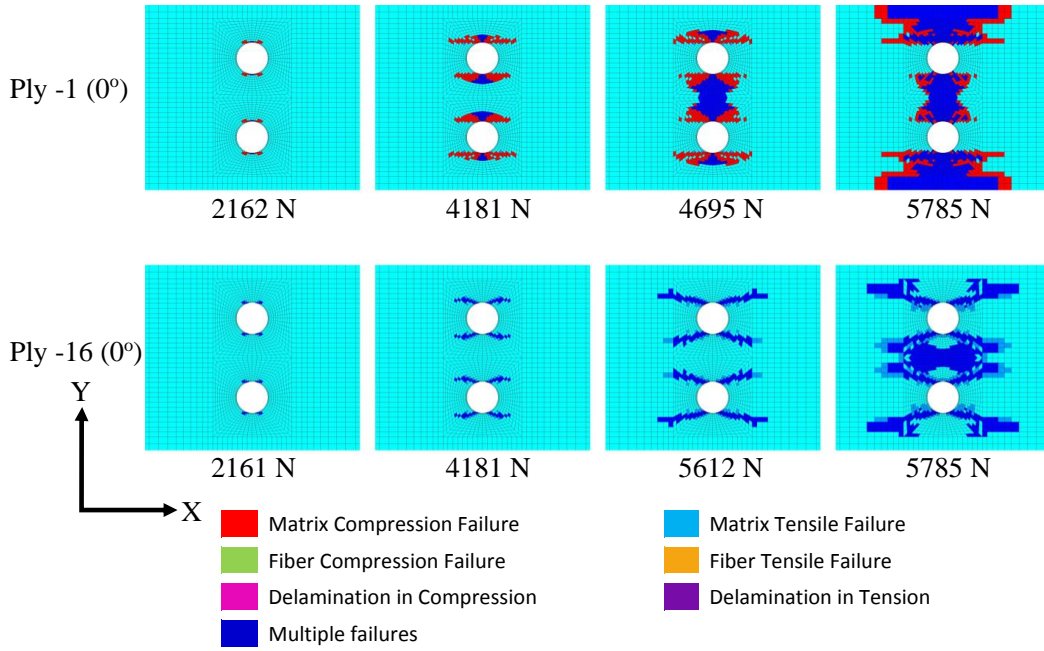 Ply -1 (0º)
2162 N
4181 N
4695 N
5785 N
Ply -16 (0º)
2161 N
4181 N
5612 N
5785 N
Y
X
Matrix Compression Failure
Matrix Tensile Failure
Fiber Compression Failure
Fiber Tensile Failure
Delamination in Compression
Delamination in Tension
Multiple failures